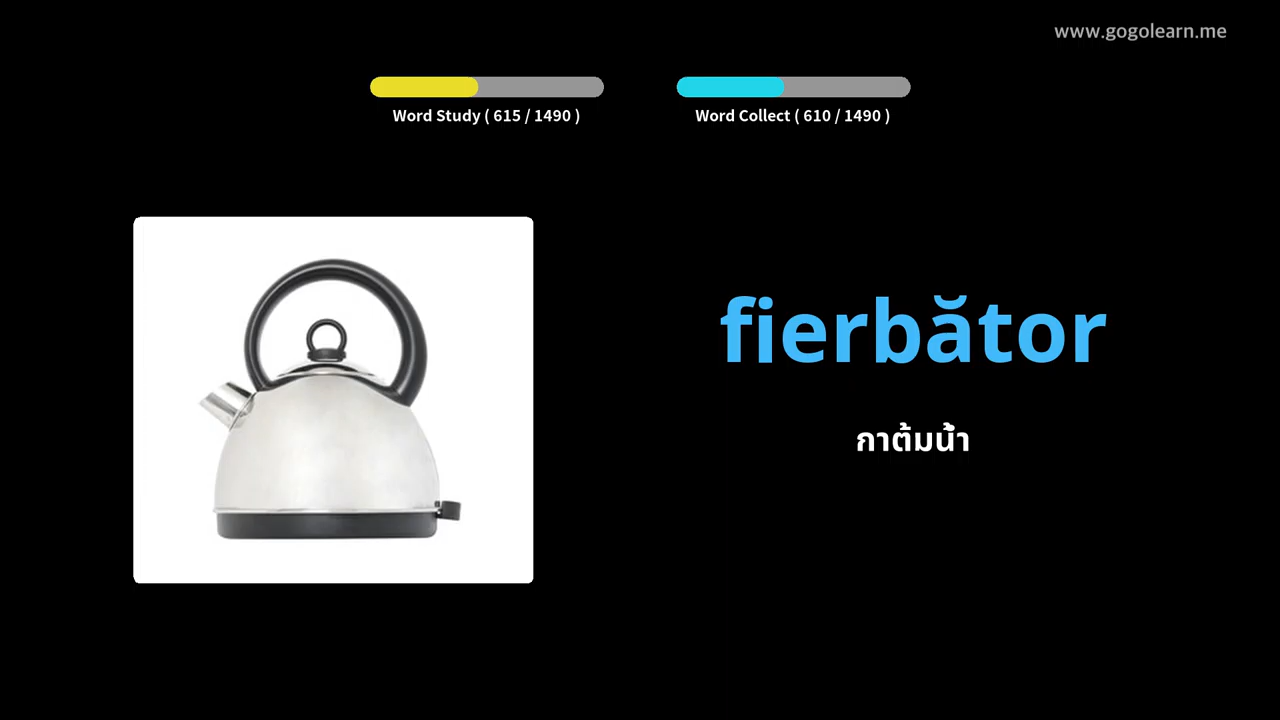 www.gogolearn.me
Word Study ( 615 / 1490 )
Word Collect ( 610 / 1490 )
fierbător
กาต้มน้ำ